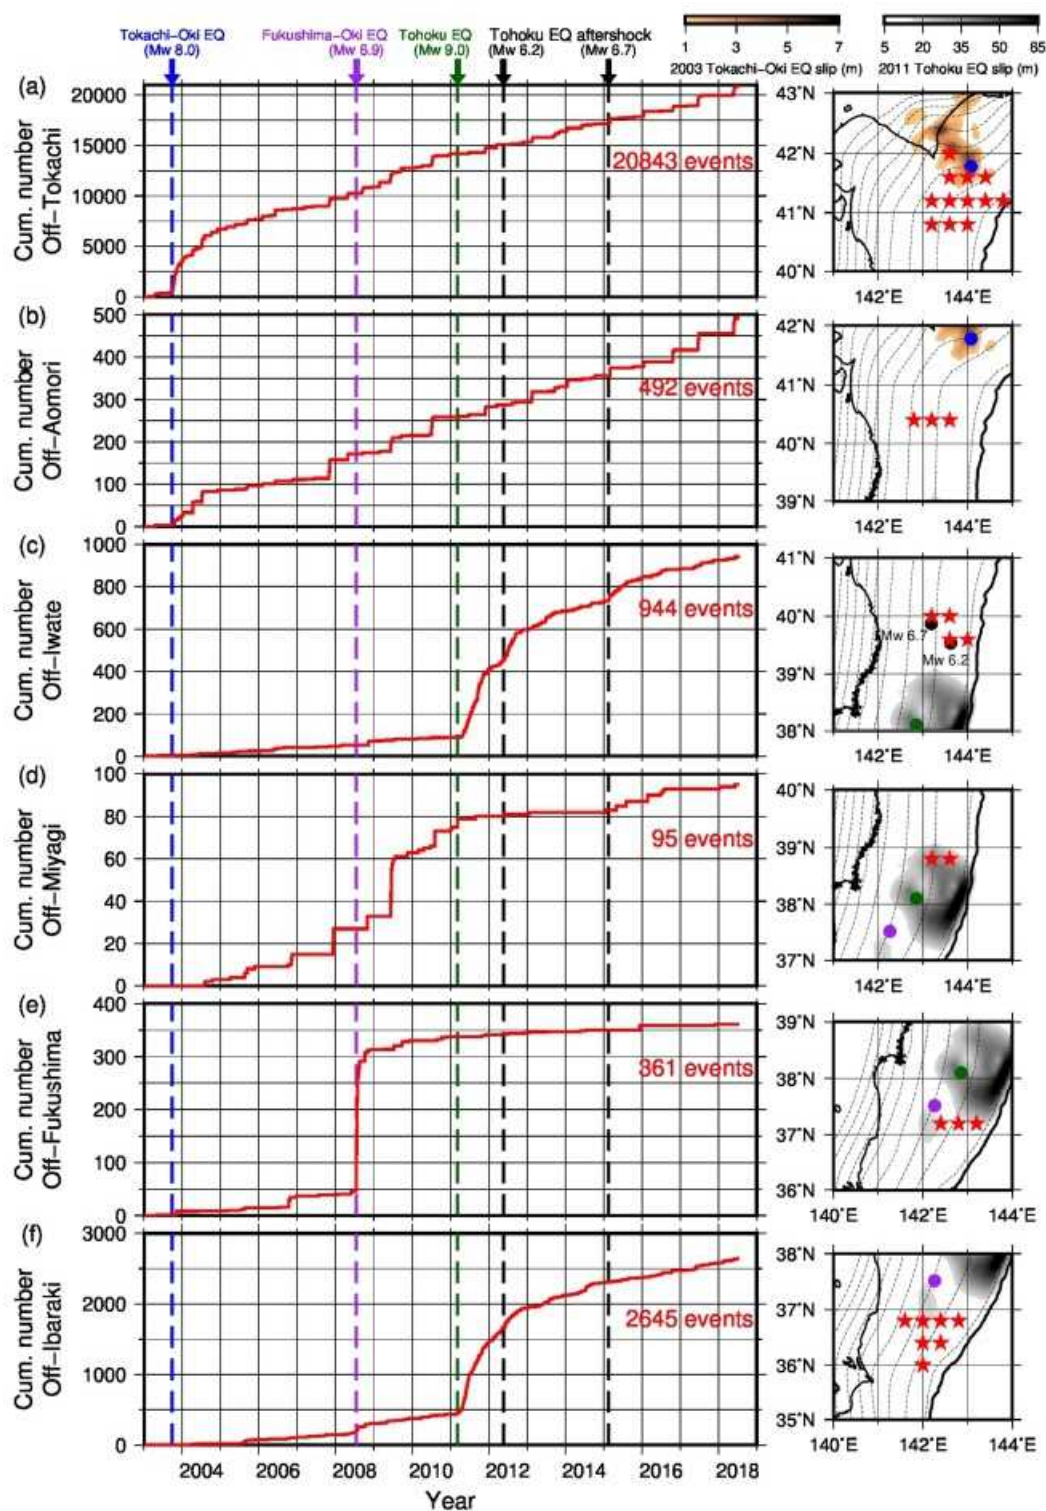 Tokachi-Oki EQ (Mw 8.0)
Fukushima-Oki EQ (Mw 6.9)
Tohoku EQ (Mw 9.0)
Tohoku EQ aftershock
(Mw 6.2) (Mw 6.7)
1 3 5 7
2003 Tokachi-Oki EQ slip (m)
5 20 35 50 65
2011 Tohoku EQ slip (m)
(a)
Cum. number
Off-Tokachi
20000
15000
10000
5000
0
20843 events
43°N
42°N
41°N
40°N
142°E 144°E
(b)
Cum. number
Off-Aomori
500
400
300
200
100
0
492 events
42°N
41°N
40°N
39°N
142°E 144°E
(c)
Cum. number
Off-Iwate
1000
800
600
400
200
0
944 events
41°N
40°N
39°N
38°N
Mw 6.7
Mw 6.2
142°E 144°E
(d)
Cum. number
Off-Miyagi
100
80
60
40
20
0
95 events
40°N
39°N
38°N
37°N
142°E 144°E
(e)
Cum. number
Off-Fukushima
400
300
200
100
0
361 events
39°N
38°N
37°N
36°N
140°E 142°E 144°E
(f)
Cum. number
Off-Ibaraki
3000
2000
1000
0
2645 events
38°N
37°N
36°N
35°N
140°E 142°E 144°E
2004 2006 2008 2010 2012 2014 2016 2018
Year